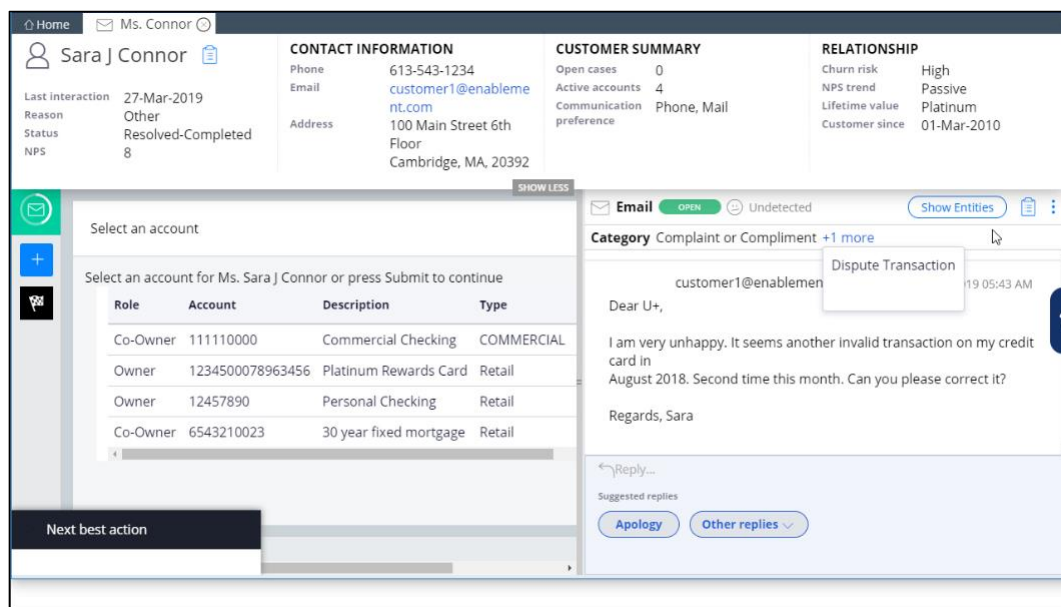 Home
Ms. Connor
Sara J Connor
Last interaction 27-Mar-2019
Reason Other
Status Resolved-Completed
NPS 8
CONTACT INFORMATION
Phone 613-543-1234
Email customer1@enableme
nt.com
Address 100 Main Street 6th
Floor
Cambridge, MA, 20392
CUSTOMER SUMMARY
Open cases 0
Active accounts 4
Communication Phone, Mail
preference
RELATIONSHIP
Churn risk High
NPS trend Passive
Lifetime value Platinum
Customer since 01-Mar-2010
SHOW LESS
Select an account
Select an account for Ms. Sara J Connor or press Submit to continue
Role Account Description Type
Co-Owner 111110000 Commercial Checking COMMERCIAL
Owner 1234500078963456 Platinum Rewards Card Retail
Owner 12457890 Personal Checking Retail
Co-Owner 6543210023 30 year fixed mortgage Retail
Next best action
Email OPEN Undetected Show Entities
Category Complaint or Compliment +1 more
Dispute Transaction
customer1@enablemen 19 05:43 AM
Dear U+,
I am very unhappy. It seems another invalid transaction on my credit
card in
August 2018. Second time this month. Can you please correct it?
Regards, Sara
Reply...
Suggested replies
Apology Other replies